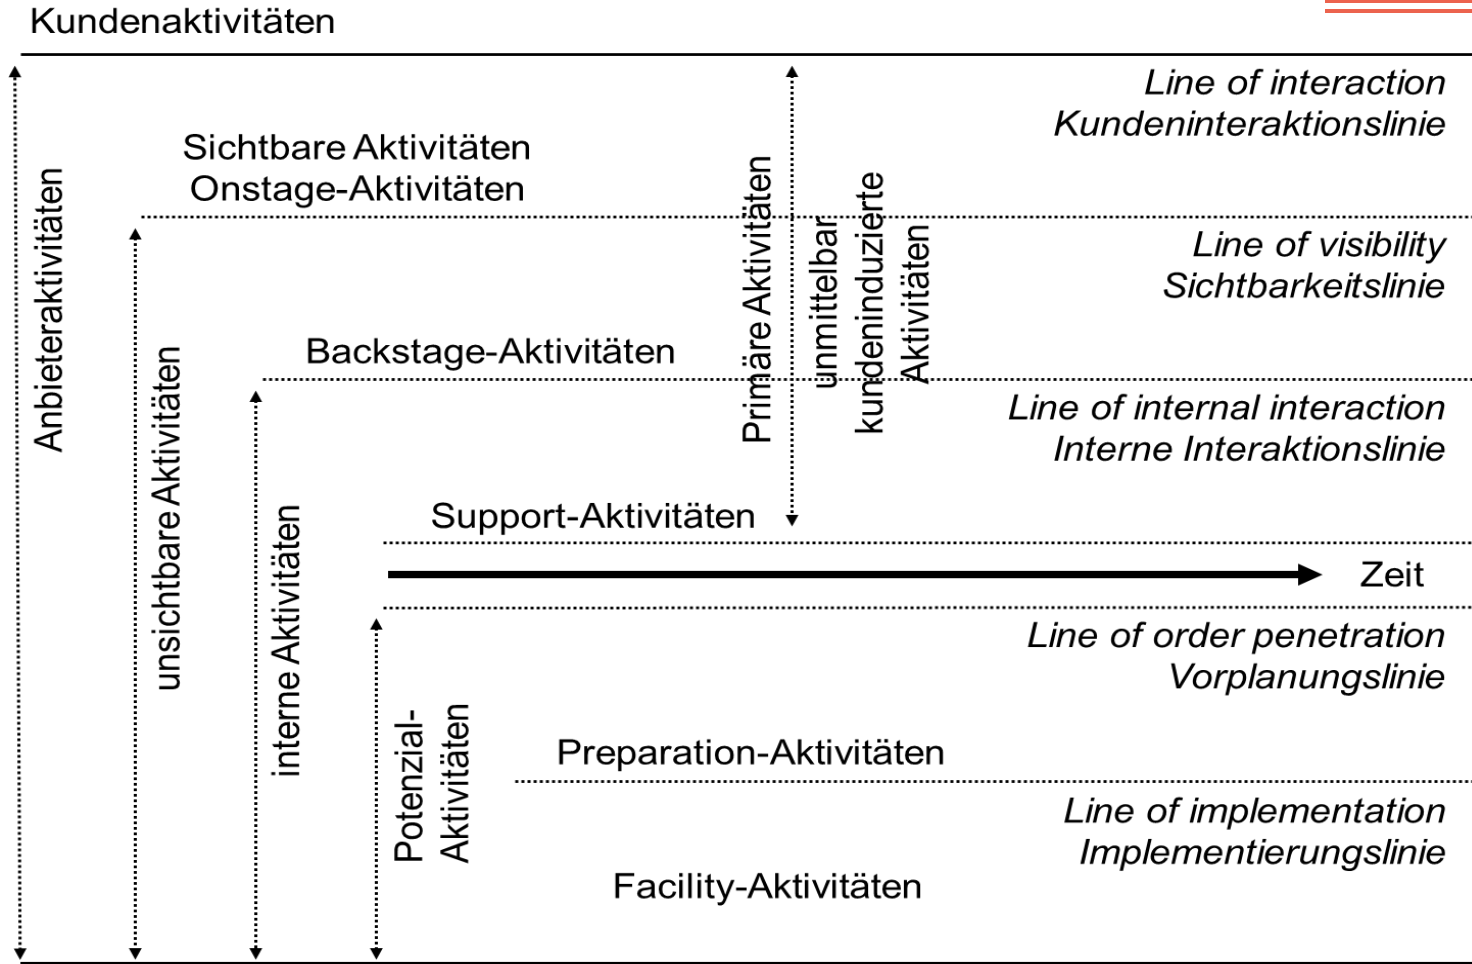 Kundenaktivitäten
Line of interaction
Kundeninteraktionslinie
Sichtbare Aktivitäten
Onstage-Aktivitäten
Anbieteraktivitäten
Primäre Aktivitäten
unmittelbar
kundeninduzierte
Aktivitäten
Line of visibility
Sichtbarkeitslinie
unsichtbare Aktivitäten
Backstage-Aktivitäten
Line of internal interaction
Interne Interaktionslinie
interne Aktivitäten
Support-Aktivitäten
Zeit
Line of order penetration
Vorplanungslinie
Potenzial-
Aktivitäten
Preparation-Aktivitäten
Line of implementation
Implementierungslinie
Facility-Aktivitäten